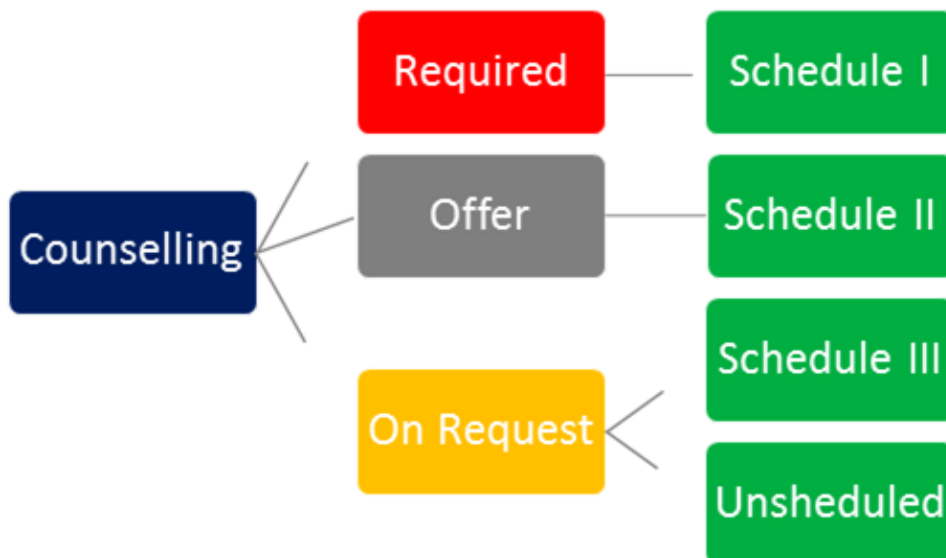 Required
Schedule I
Counselling
Offer
Schedule II
Schedule III
On Request
Unsheduled